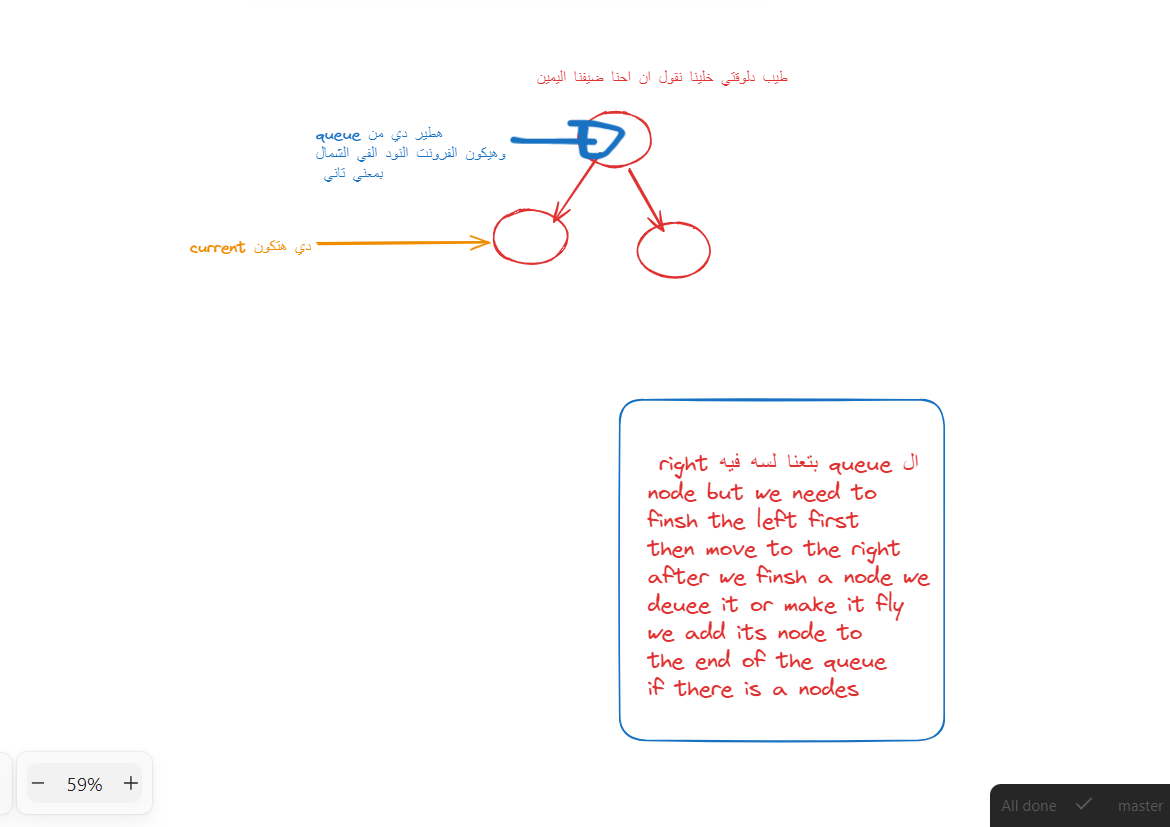 طيب دلوقتي خلينا نقول ان احنا ضيفنا اليمين
هطير دي من queue
وهيكون الفرونت النود الفي الشمال
بمعني تاني
دي هتكون current
ال queue بتعنا لسه فيه right
node but we need to
finsh the left first
then move to the right
after we finsh a node we
deuee it or make it fly
we add its node to
the end of the queue
if there is a nodes
59%
All done
master